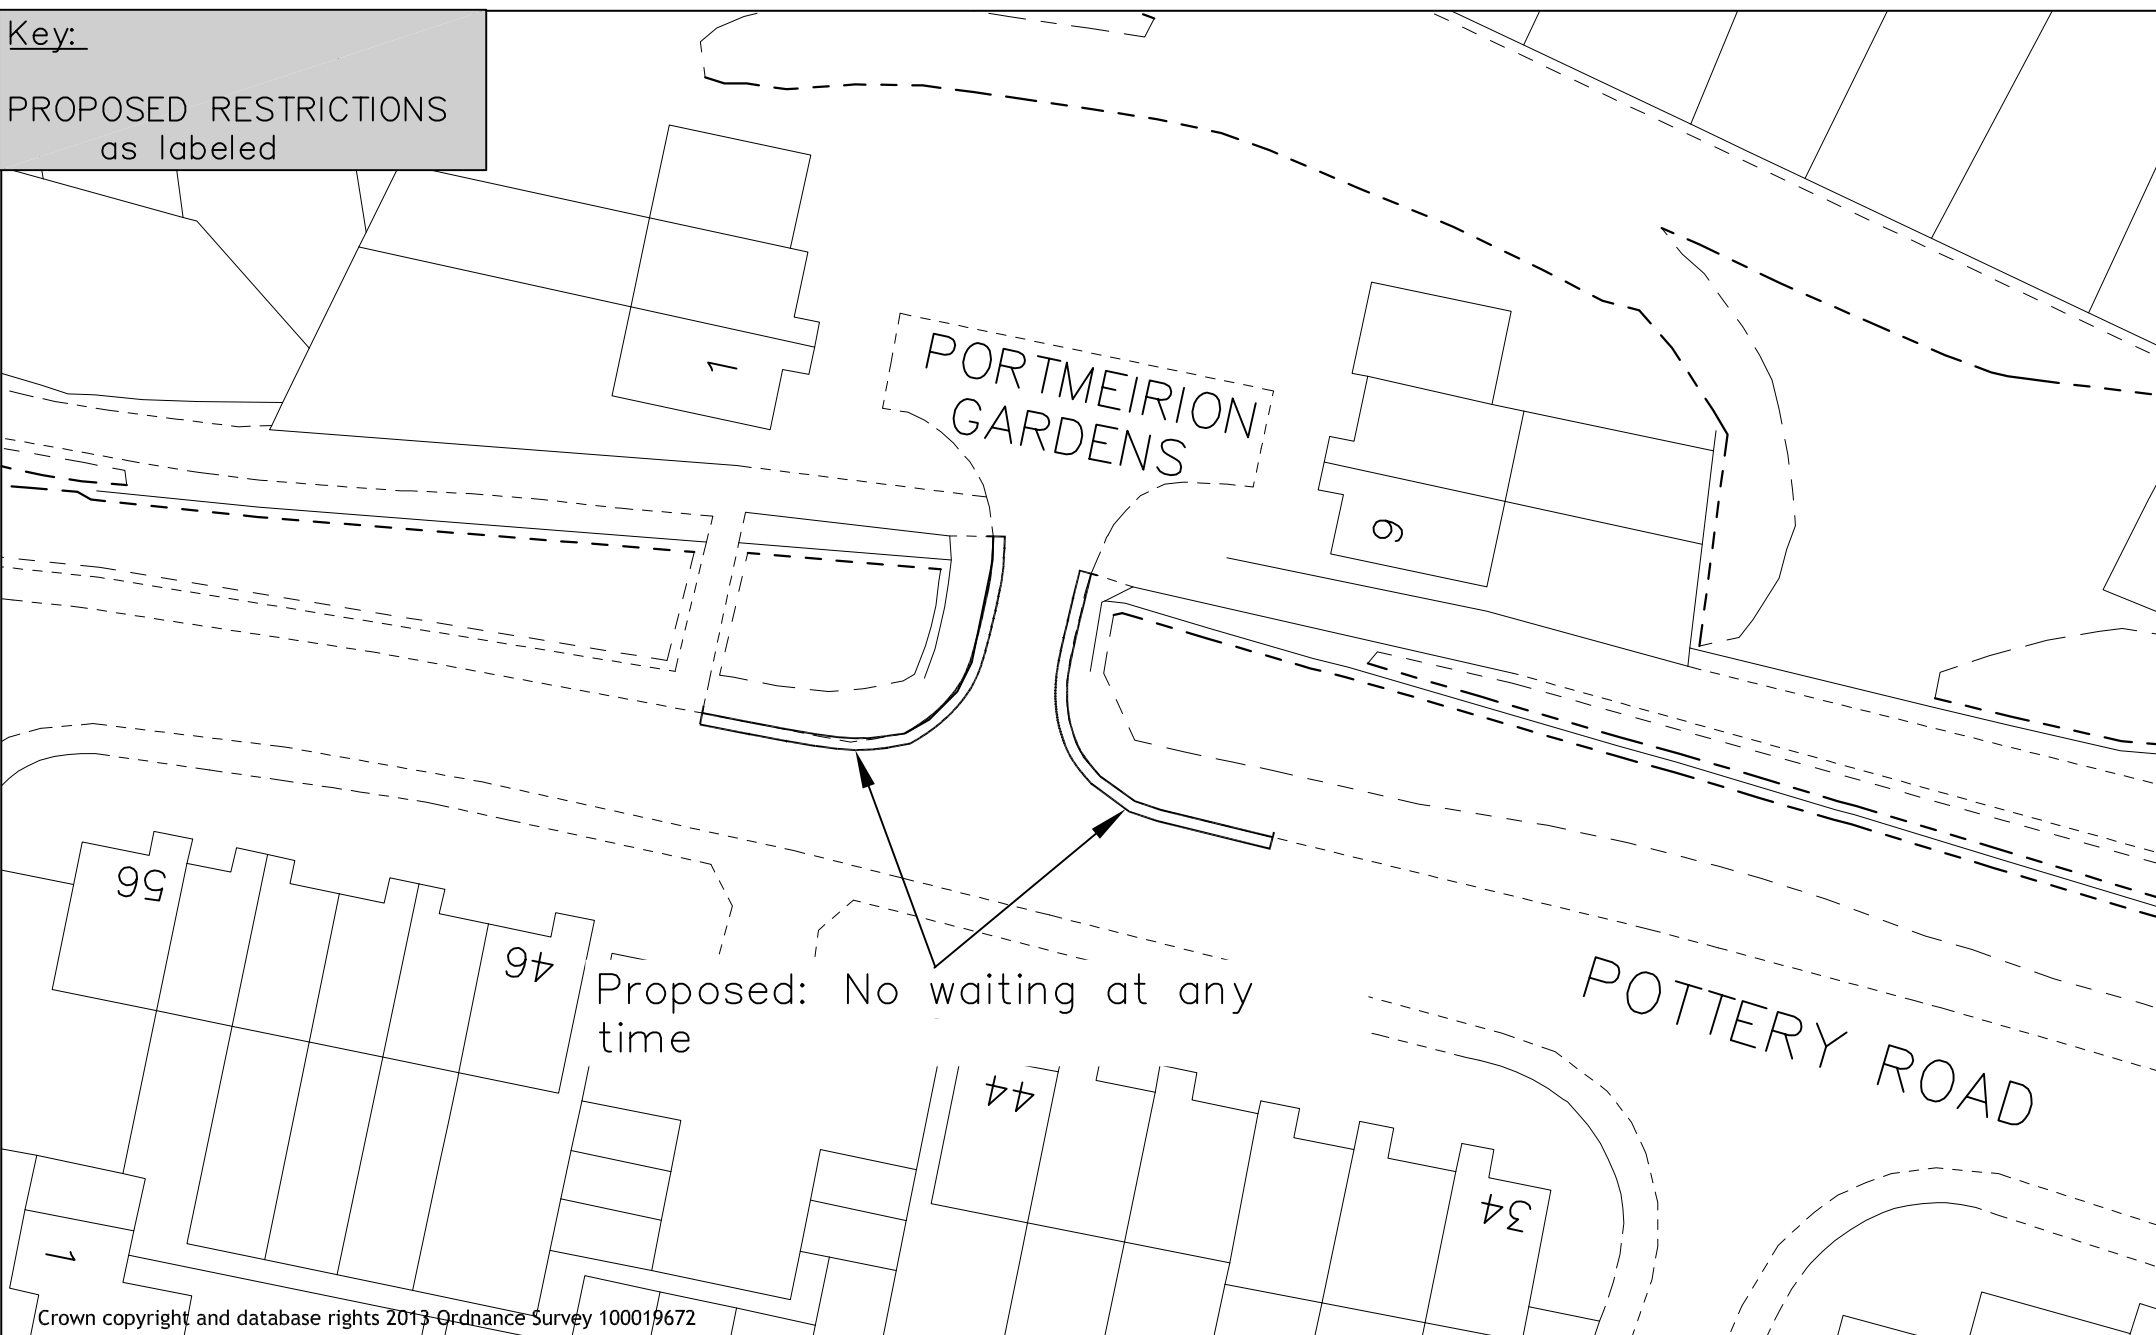 Key:
PROPOSED RESTRICTIONS
as labeled
1
PORTMEIRION
GARDENS
6
56
46
Proposed: No waiting at any
time
POTTERY ROAD
44
34
1
Crown copyright and database rights 2013 Ordnance Survey 100019672